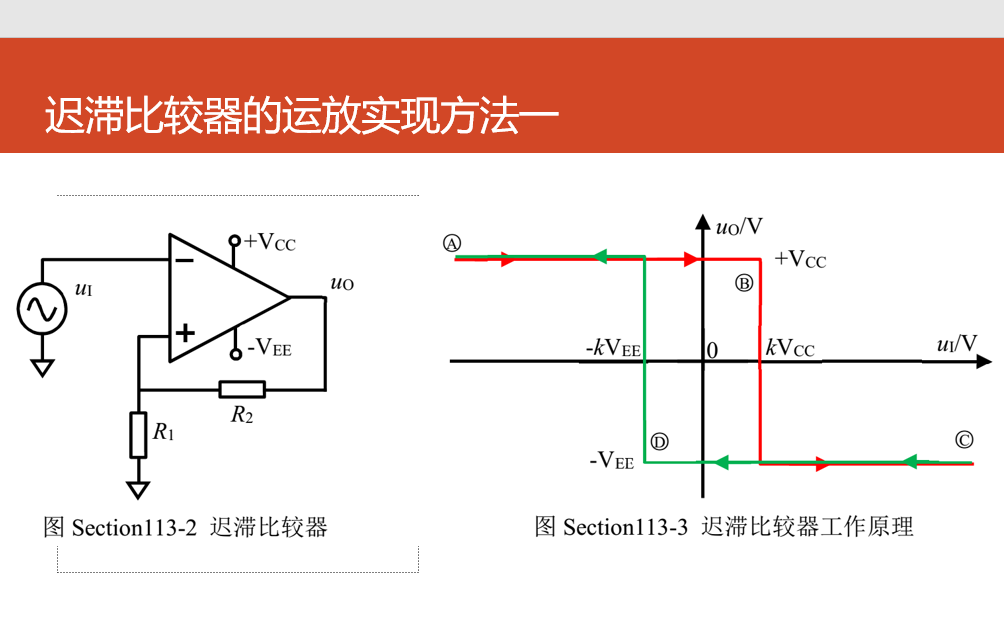 迟滞比较器的运放实现方法一
+VCC
uI
uO
-VEE
R2
R1
图 Section113-2 迟滞比较器
uO/V
Ⓐ
+VCC
Ⓑ
-kVEE
0
kVCC
uI/V
Ⓓ
Ⓒ
-VEE
图 Section113-3 迟滞比较器工作原理